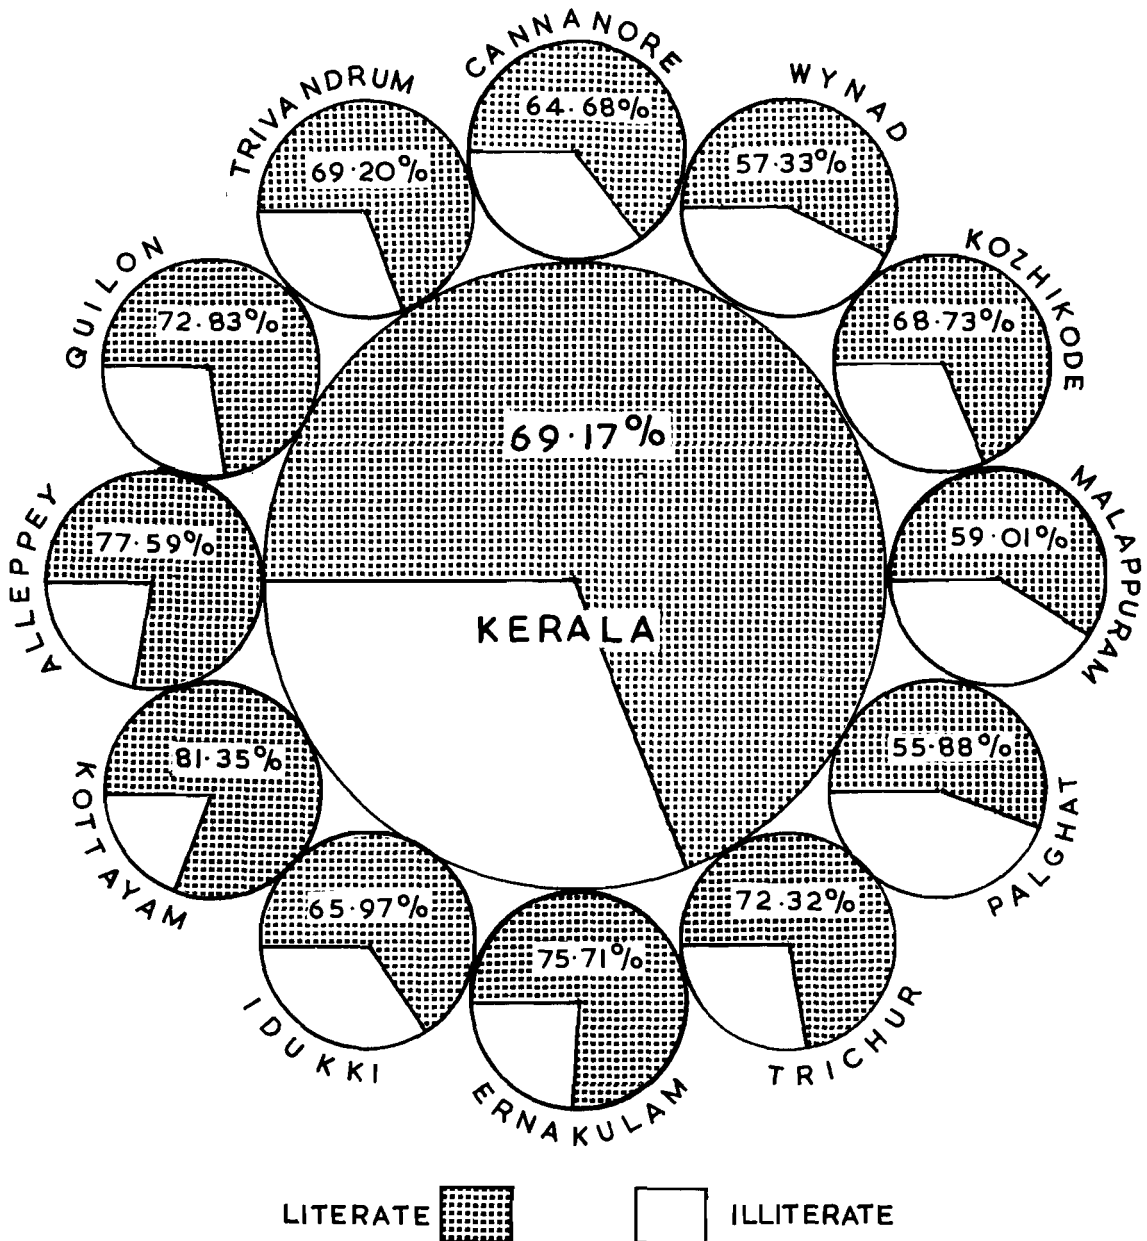 CANNANORE
64·68%
WYNAD
57·33%
KOZHIKODE
68·73%
MALAPPURAM
59·01%
PALGHAT
55·88%
TRICHUR
72·32%
ERNAKULAM
75·71%
IDUKKI
65·97%
KOTTAYAM
81·35%
ALLEPPEY
77·59%
QUILON
72·83%
TRIVANDRUM
69·20%
69·17%
KERALA
LITERATE
ILLITERATE